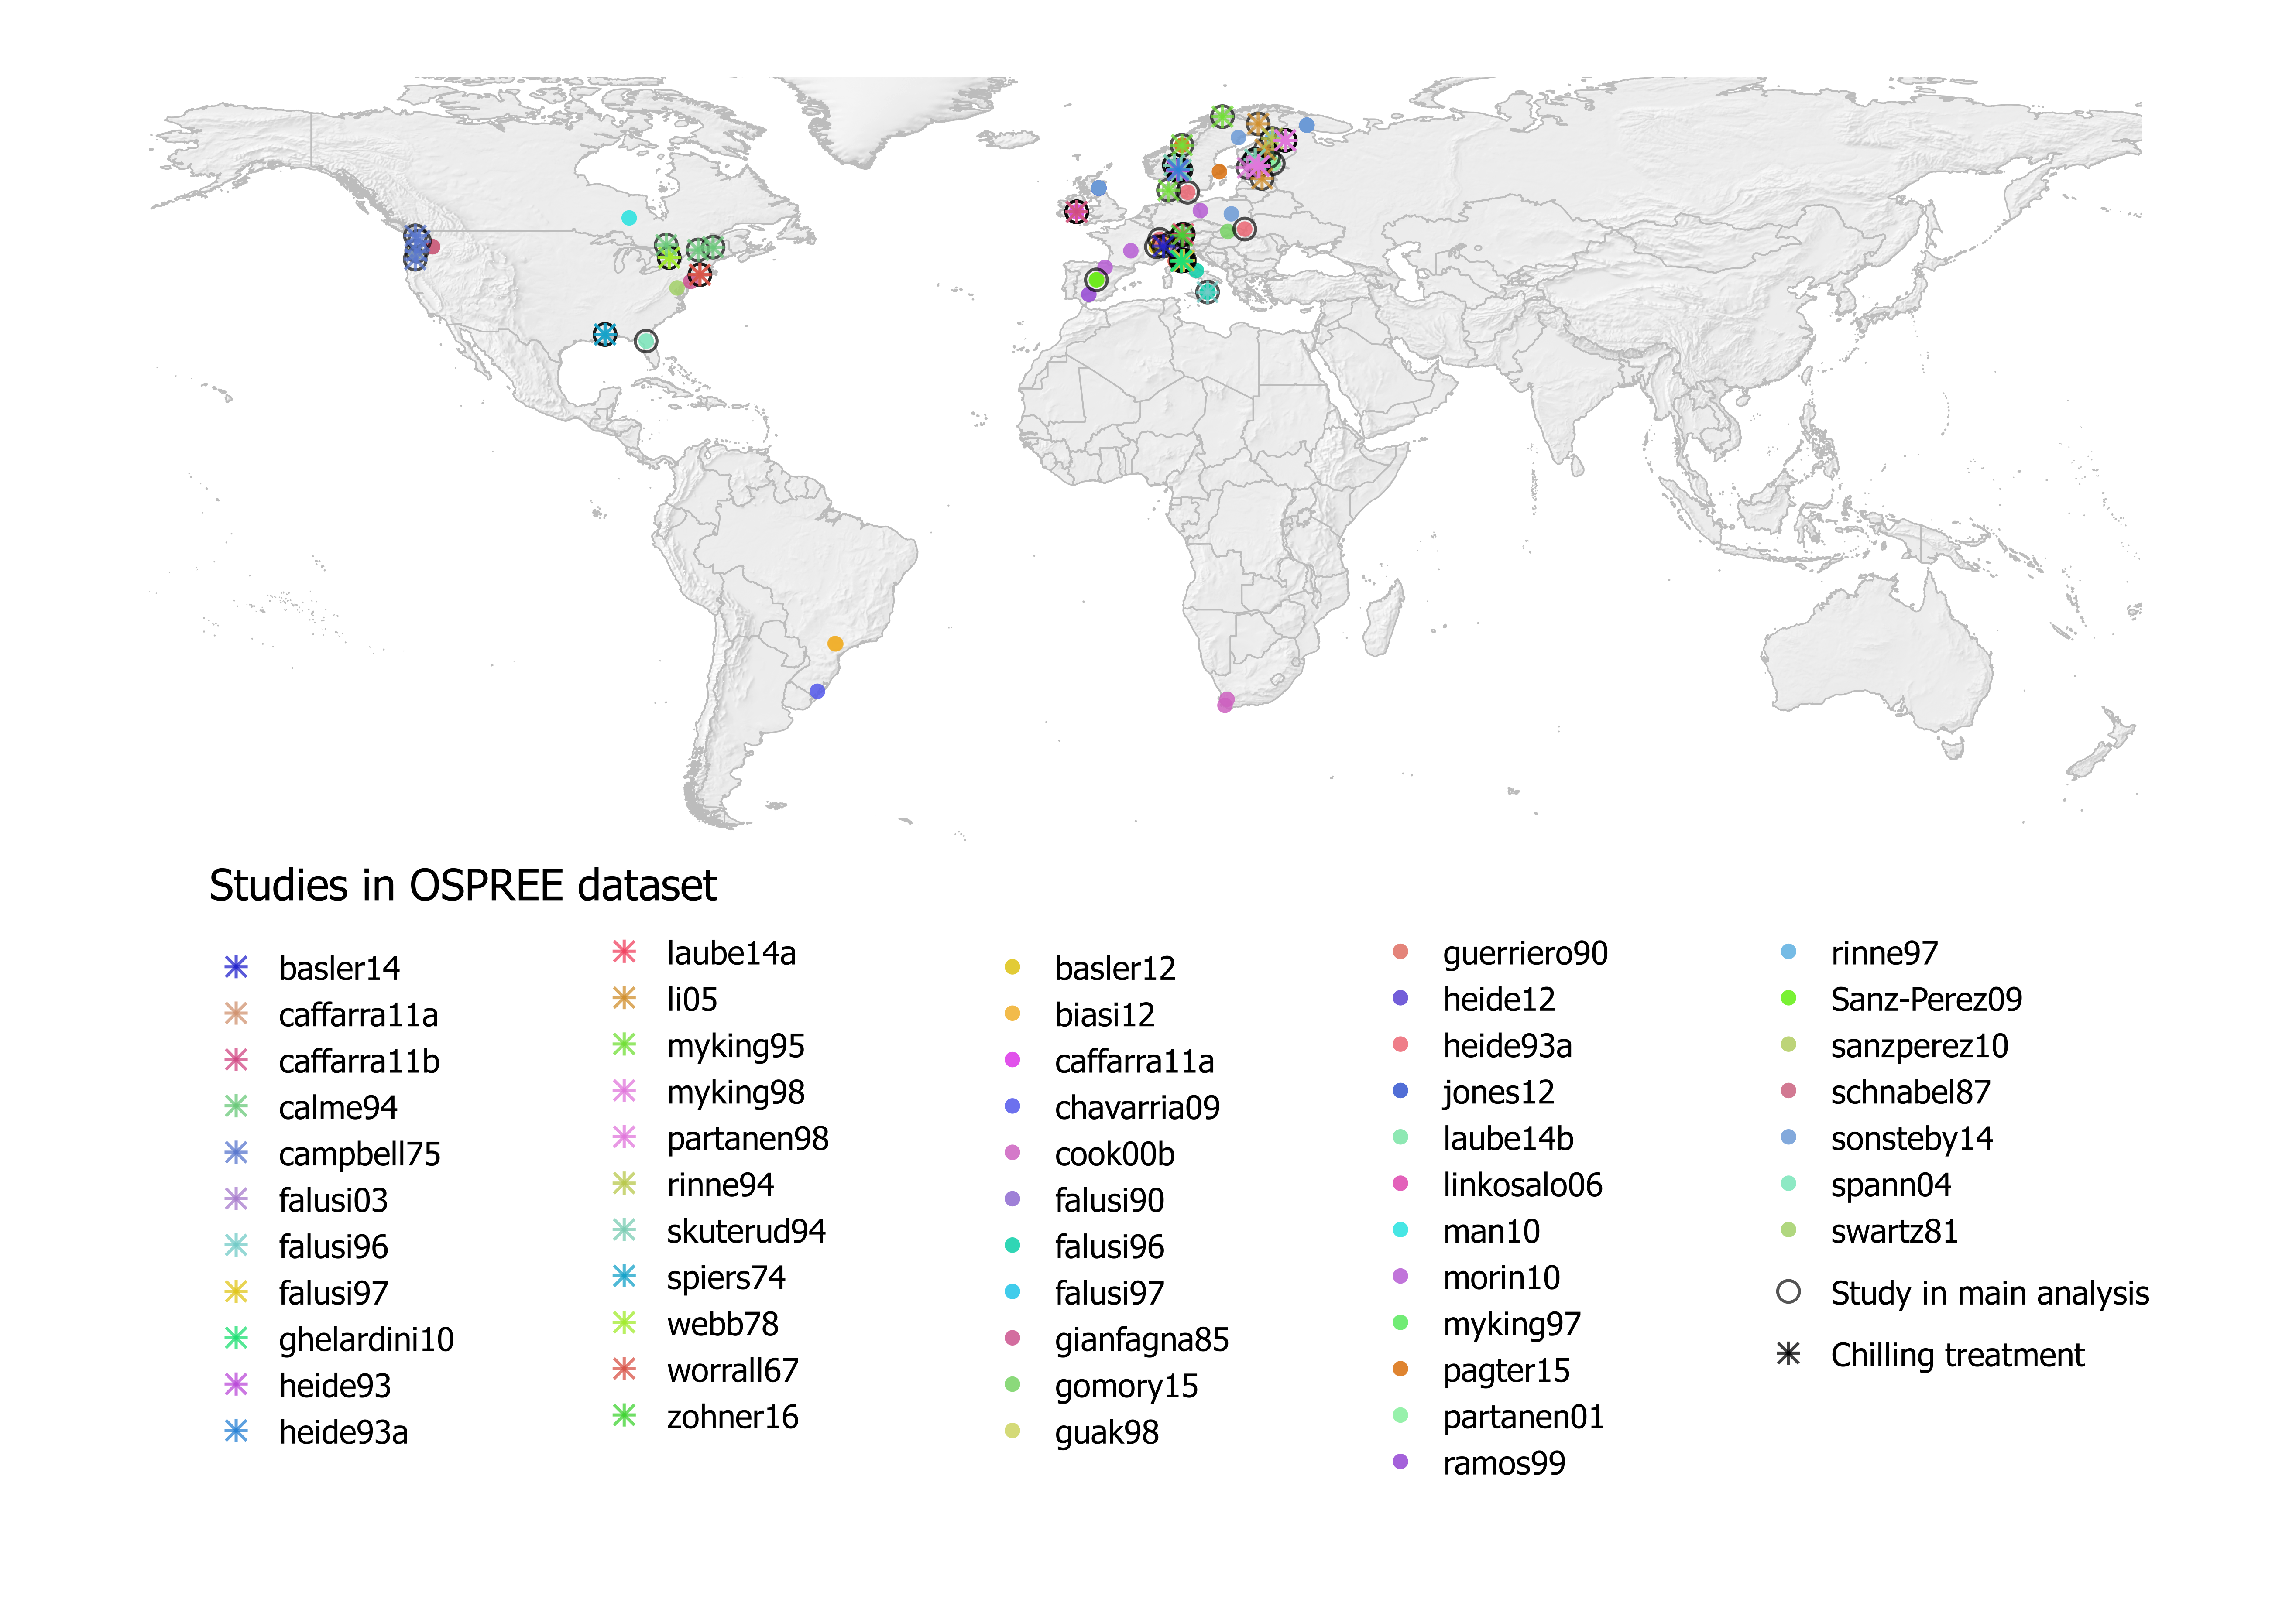 Studies in OSPREE dataset
basler14
caffarra11a
caffarra11b
calme94
campbell75
falusi03
falusi96
falusi97
ghelardini10
heide93
heide93a
laube14a
li05
myking95
myking98
partanen98
rinne94
skuterud94
spiers74
webb78
worrall67
zohner16
basler12
biasi12
caffarra11a
chavarria09
cook00b
falusi90
falusi96
falusi97
gianfagna85
gomory15
guak98
guerriero90
heide12
heide93a
jones12
laube14b
linkosalo06
man10
morin10
myking97
pagter15
partanen01
ramos99
rinne97
Sanz-Perez09
sanzperez10
schnabel87
sonsteby14
spann04
swartz81
Study in main analysis
Chilling treatment